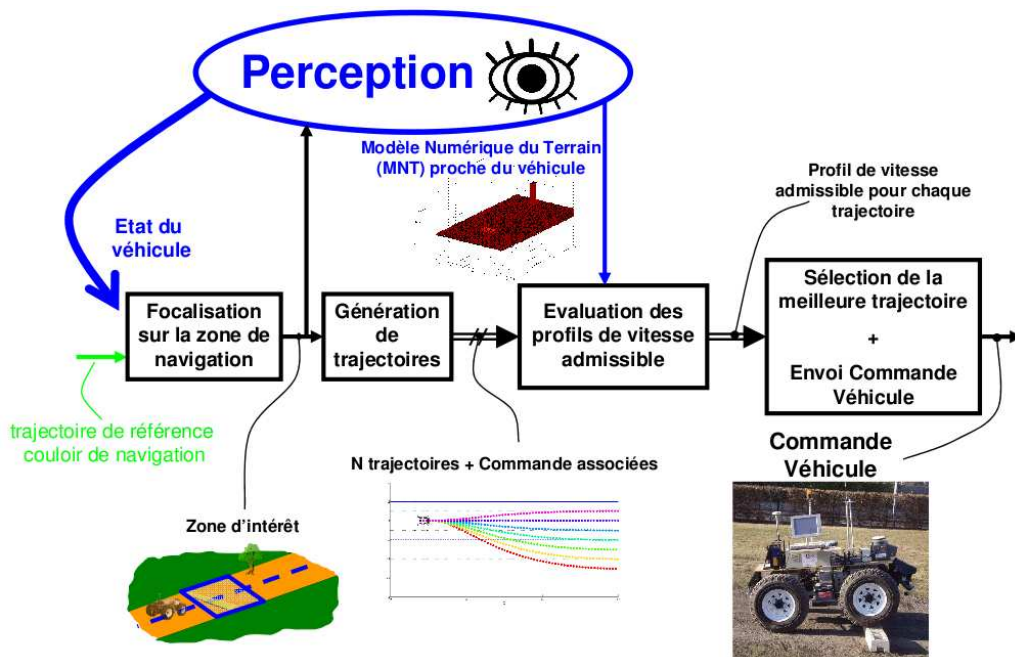 Perception
Modèle Numérique du Terrain
(MNT) proche du véhicule
Profil de vitesse
admissible pour chaque
trajectoire
Etat du
véhicule
Focalisation
sur la zone de
navigation
Génération
de
trajectoires
Evaluation des
profils de vitesse
admissible
Sélection de la
meilleure trajectoire
+
Envoi Commande
Véhicule
trajectoire de référence
couloir de navigation
N trajectoires + Commande associées
Commande
Véhicule
Zone d'intérêt